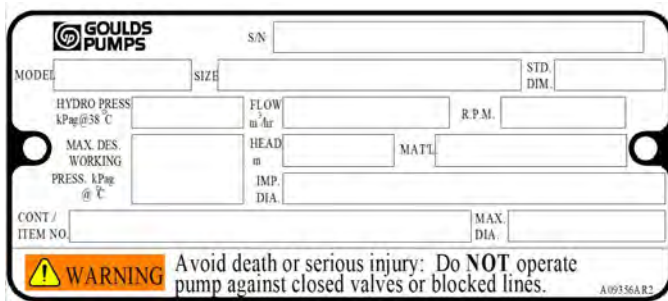 GOULDS
PUMPS
S/N
MODEL
SIZE
STD.
DIM.
HYDRO PRESS
kPag@38 °C
FLOW
m³/hr
R.P.M.
MAX. DES.
WORKING
PRESS. kPag
@ °C
HEAD
m
MAT'L
IMP.
DIA.
CONT /
ITEM NO.
MAX.
DIA.
WARNING
Avoid death or serious injury: Do NOT operate
pump against closed valves or blocked lines.
A09356AR2